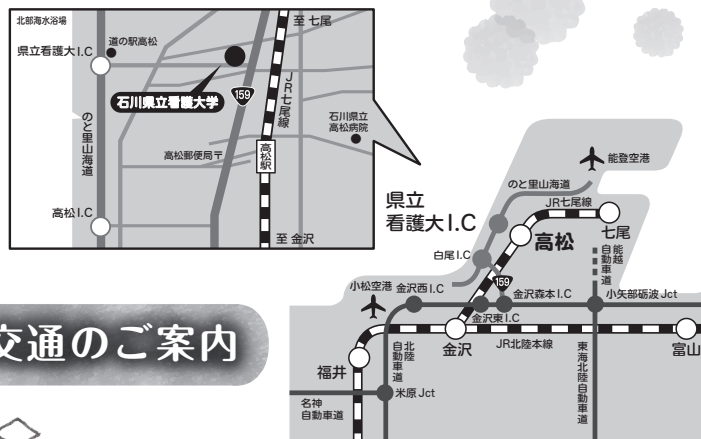 北部海水浴場
道の駅高松
県立看護大I.C
石川県立看護大学
159
至 七尾
JR七尾線
石川県立
高松病院
のと里山海道
高松郵便局〒
高松駅
高松I.C
至 金沢
能登空港
のと里山海道
JR七尾線
県立
看護大I.C
高松
七尾
白尾I.C
能越
自動車道
159
小松空港
金沢西I.C
金沢森本I.C
小矢部砺波Jct
金沢東I.C
交通のご案内
金沢
JR北陸本線
富山
福井
北陸
自動車道
東海北陸自動車道
米原Jct
名神
自動車道